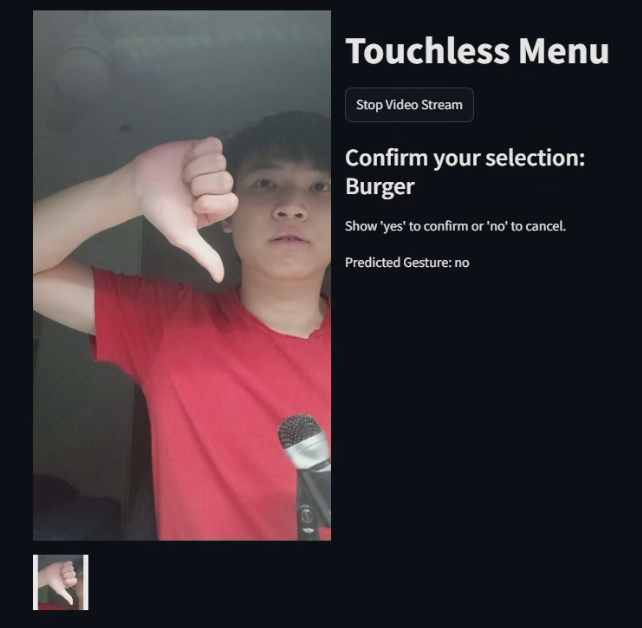 Touchless Menu
Stop Video Stream
Confirm your selection:
Burger
Show 'yes' to confirm or 'no' to cancel.
Predicted Gesture: no